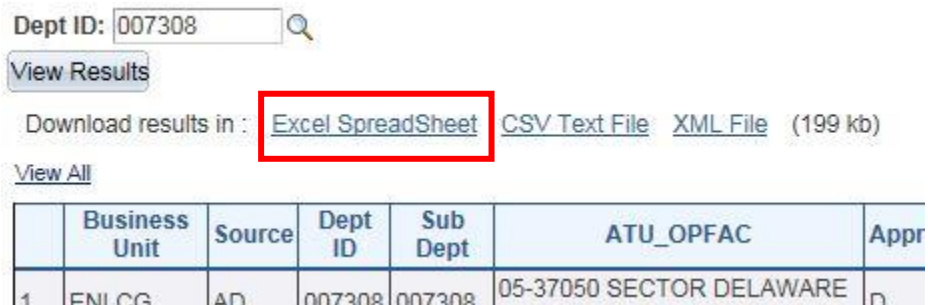 Dept ID: 007308
View Results
Download results in : Excel SpreadSheet CSV Text File XML File (199 kb)
View All
Business Unit Source Dept ID Sub Dept ATU_OPFAC Appr
1 ENLCG AD 007308 007308 05-37050 SECTOR DELAWARE D